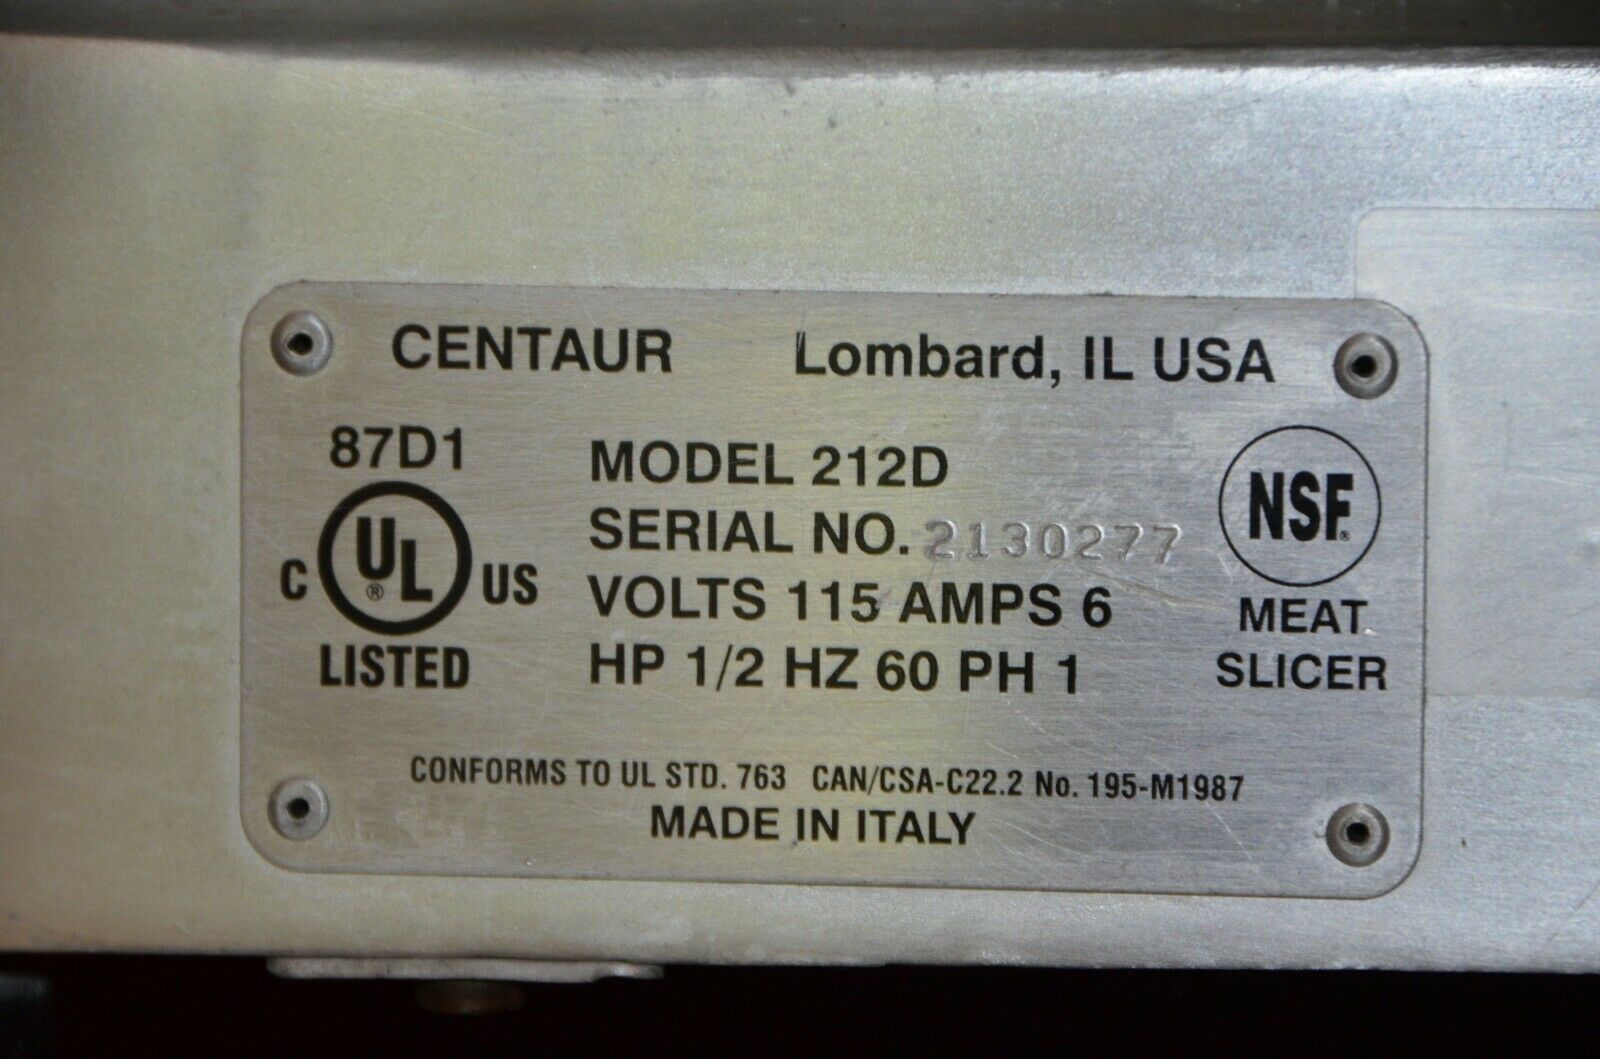 CENTAUR Lombard, IL USA
87D1
C UL® US
LISTED
MODEL 212D
SERIAL NO. 2130277
VOLTS 115 AMPS 6
HP 1/2 HZ 60 PH 1
NSF®
MEAT
SLICER
CONFORMS TO UL STD. 763 CAN/CSA-C22.2 No. 195-M1987
MADE IN ITALY